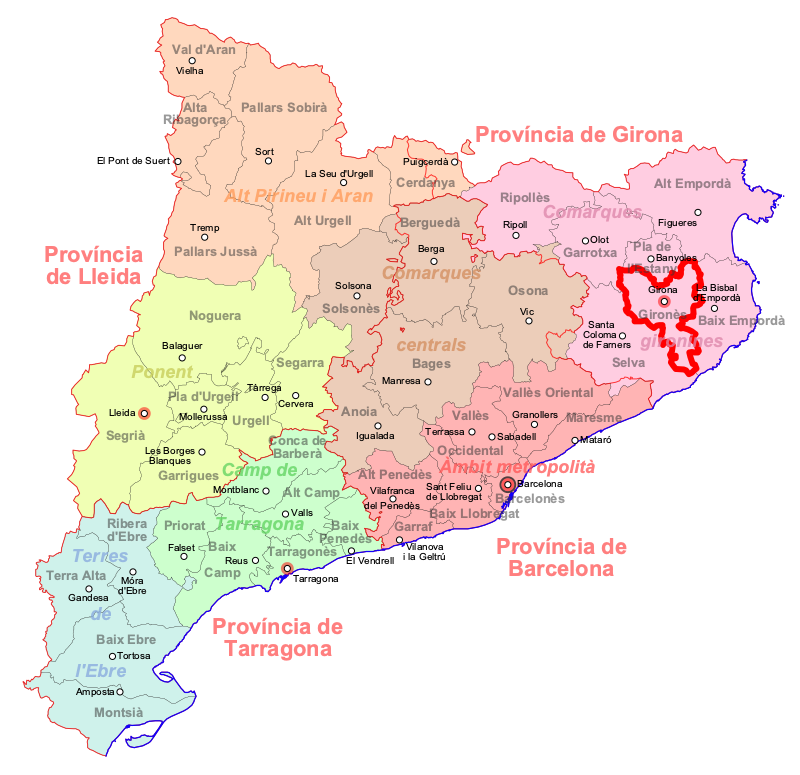 Val d'Aran
Vielha
Alta
Ribagorça
Pallars Sobirà
El Pont de Suert
Sort
La Seu d'Urgell
Puigcerdà
Cerdanya
Província de Girona
Alt Pirineu i Aran
Alt Urgell
Tremp
Pallars Jussà
Província
de Lleida
Ripollès
Ripoll
Comarques
Alt Empordà
Figueres
Olot
Garrotxa
Pla de
l'Estany
Banyoles
Girona
Gironès
La Bisbal
d'Empordà
Baix Empordà
Santa
Coloma
de Farners
gironines
Selva
Berguedà
Berga
Comarques
centrals
Solsona
Solsonès
Osona
Vic
Bages
Manresa
Anoia
Igualada
Noguera
Balaguer
Ponent
Segarra
Pla d'Urgell
Mollerussa
Tàrrega
Cervera
Urgell
Lleida
Segrià
Les Borges
Blanques
Garrigues
Vallès Oriental
Granollers
Maresme
Mataró
Vallès
Terrassa
Sabadell
Occidental
Àmbit metropolità
Alt Penedès
Vilafranca
del Penedès
Sant Feliu
de Llobregat
Barcelona
Barcelonès
Baix Llobregat
Garraf
Vilanova
i la Geltrú
Província de
Barcelona
Conca de
Barberà
Camp de
Montblanc
Alt Camp
Valls
Tarragona
Priorat
Falset
Baix
Camp
Reus
Tarragonès
Baix
Penedès
El Vendrell
Tarragona
Província de
Tarragona
Ribera
d'Ebre
Terres
Terra Alta
Gandesa
Móra
d'Ebre
de
Baix Ebre
Tortosa
l'Ebre
Amposta
Montsià